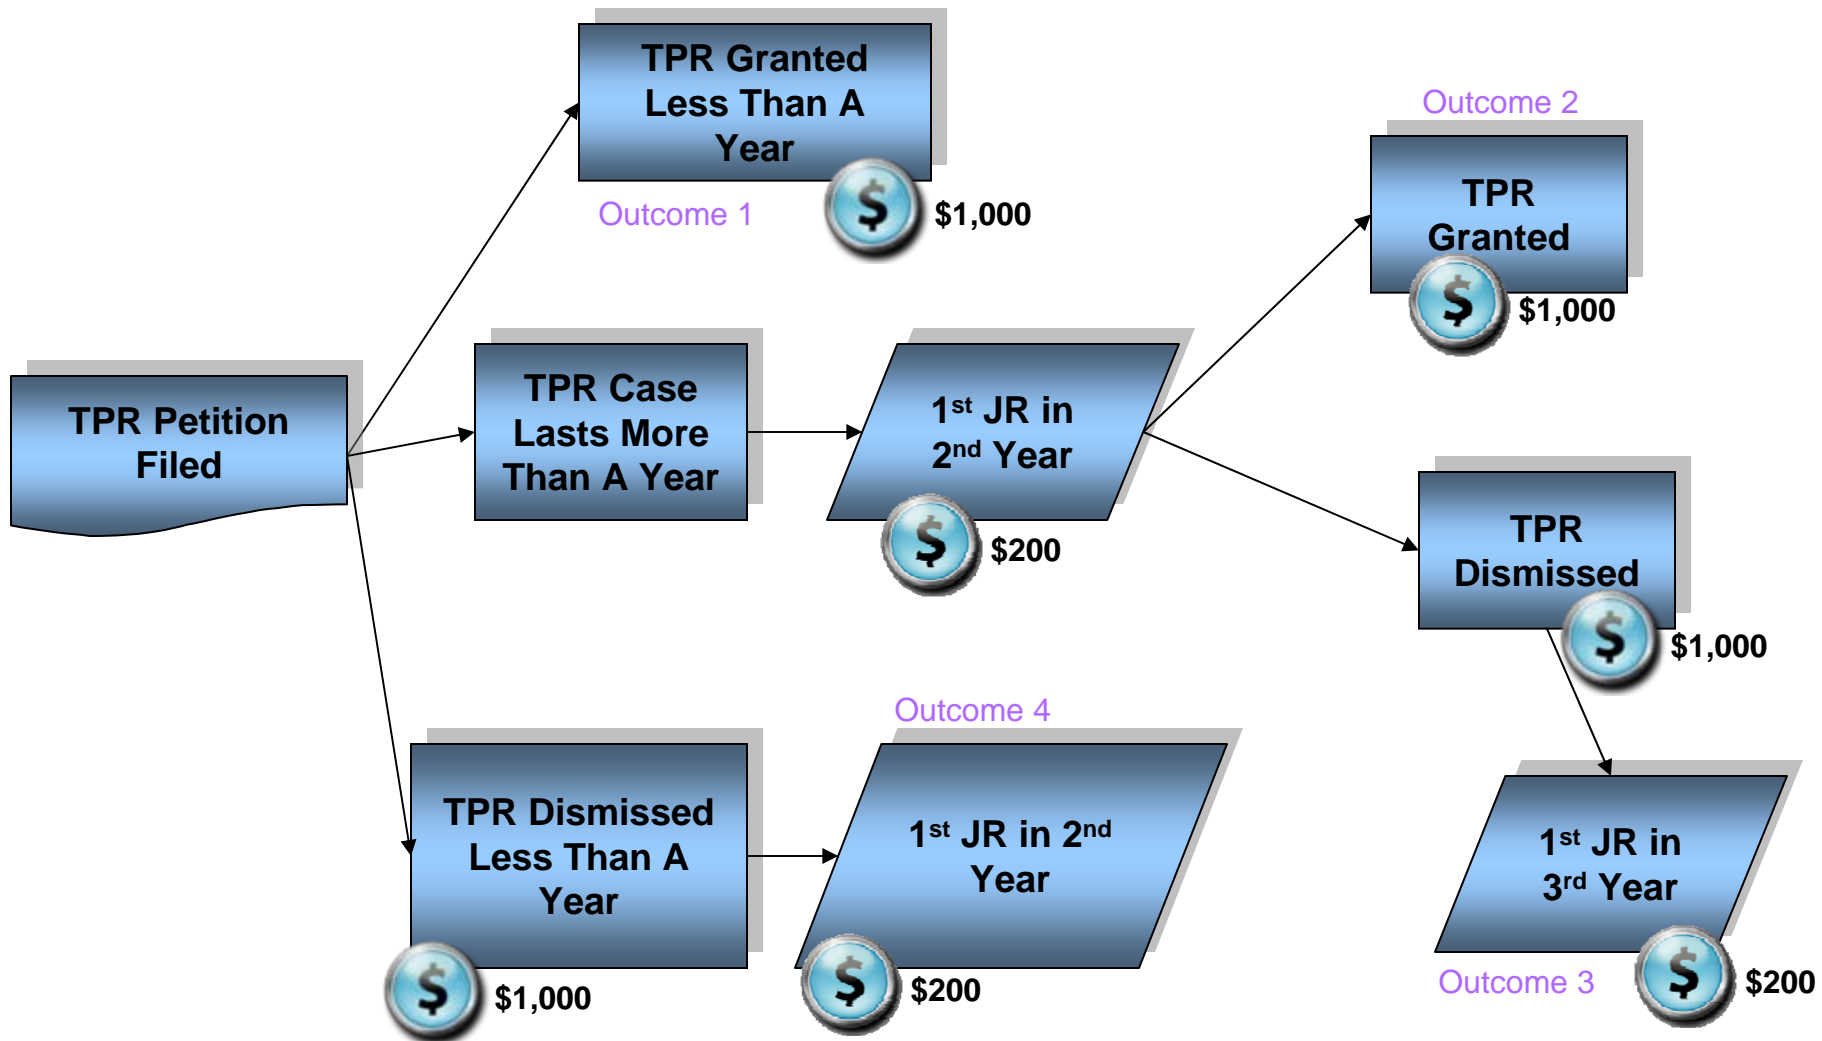 TPR Granted
Less Than A
Year
Outcome 1
$1,000
Outcome 2
TPR
Granted
$1,000
TPR Petition
Filed
TPR Case
Lasts More
Than A Year
1st JR in
2nd Year
$200
TPR
Dismissed
$1,000
TPR Dismissed
Less Than A
Year
$1,000
Outcome 4
1st JR in 2nd
Year
$200
1st JR in
3rd Year
Outcome 3
$200